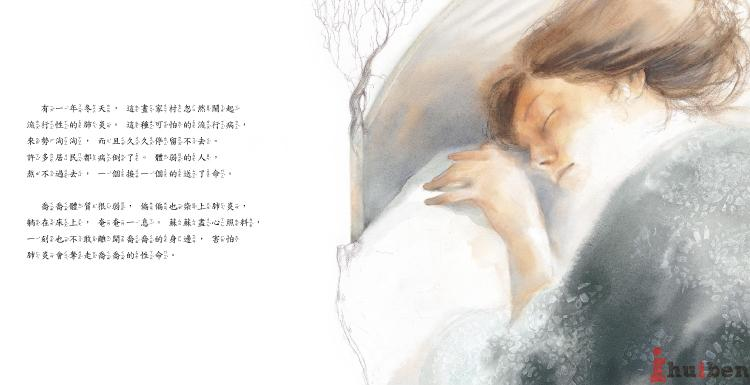 有一年冬天，這畫家村忽然鬧起
流行性的肺炎。這種可怕的流行病，
來勢洶洶，而且久久停留不去。
許多居民都病倒了。體弱的人，
熬不過去，一個接一個的送了命。
喬喬體質很弱，偏偏也染上肺炎，
躺在床上，奄奄一息。蘇蘇盡心照料，
一刻也不敢離開喬喬的身邊，害怕
肺炎會奪走喬喬的性命。
ihuiben